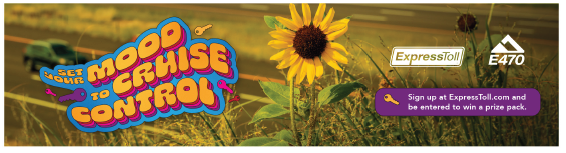 SET YOUR MOOD
TO CRUISE
CONTROL
ExpressToll
E470
Sign up at ExpressToll.com and
be entered to win a prize pack.